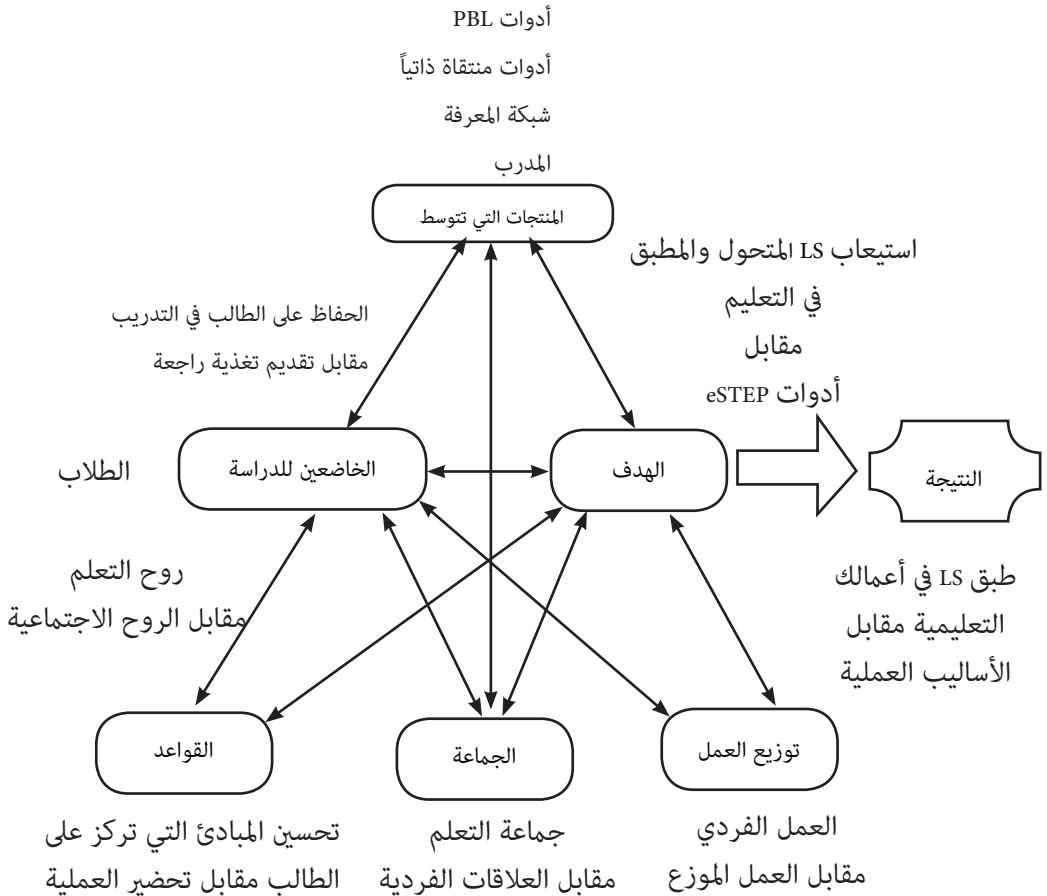 أدوات PBL
أدوات منتقاة ذاتياً
شبكة المعرفة
المدرب
المنتجات التي تتوسط
استيعاب LS المتحول والمطبق
في التعليم
مقابل
أدوات eSTEP
الحفاظ على الطالب في التدريب
مقابل تقديم تغذية راجعة
الطلاب
الخاضعين للدراسة
الهدف
النتيجة
روح التعلم
مقابل الروح الاجتماعية
طبق LS في أعمالك
التعليمية مقابل
الأساليب العملية
القواعد
الجماعة
توزيع العمل
تحسين المبادئ التي تركز على
الطالب مقابل تحضير العملية
جماعة التعلم
مقابل العلاقات الفردية
العمل الفردي
مقابل العمل الموزع